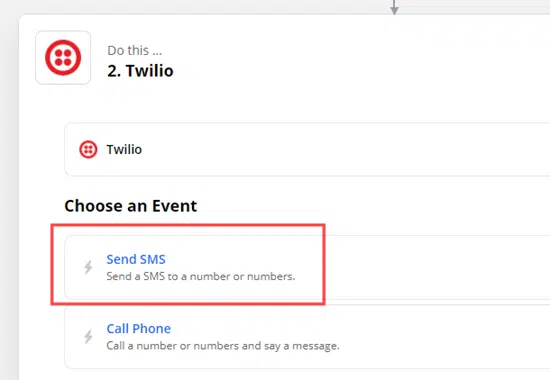 Do this ...
2. Twilio
Twilio
Choose an Event
Send SMS
Send a SMS to a number or numbers.
Call Phone
Call a number or numbers and say a message.